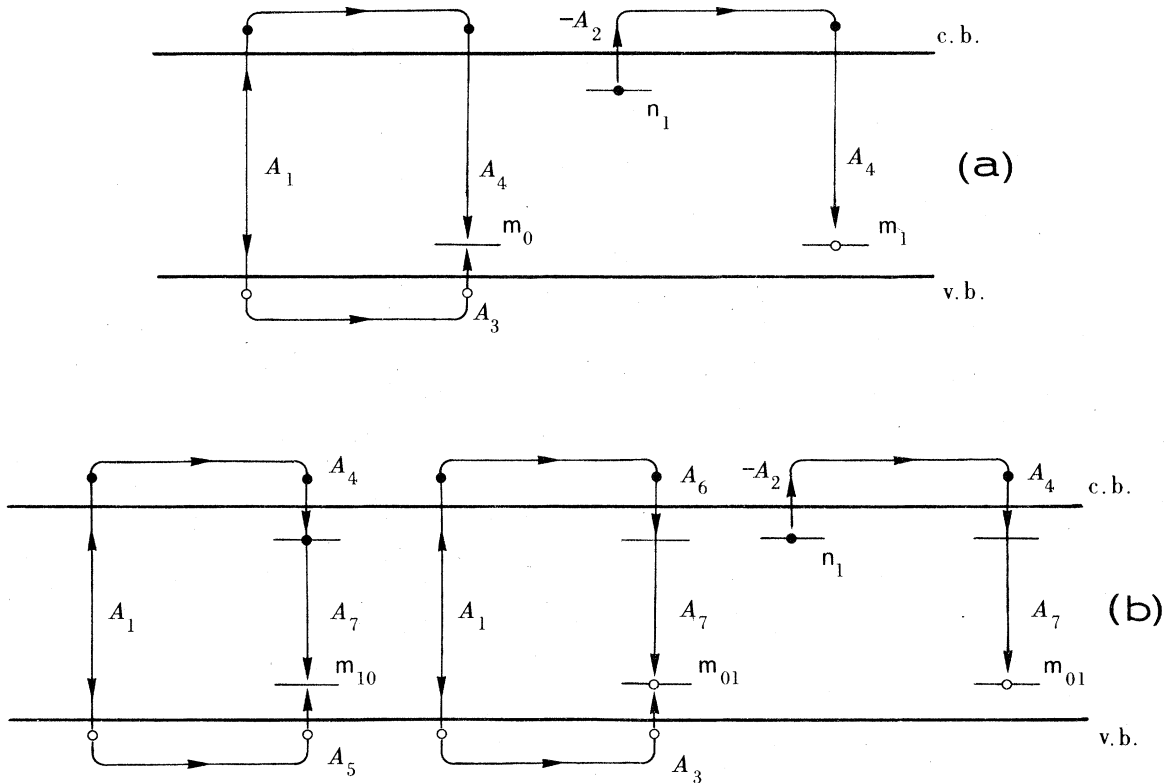 −A₂
c.b.
n₁
A₁
A₄
A₄
(a)
m₀
m₁
v.b.
A₃
A₄
A₆
−A₂
A₄
c.b.
n₁
A₁
A₇
A₁
A₇
A₇
(b)
m₁₀
m₀₁
m₀₁
v.b.
A₅
A₃